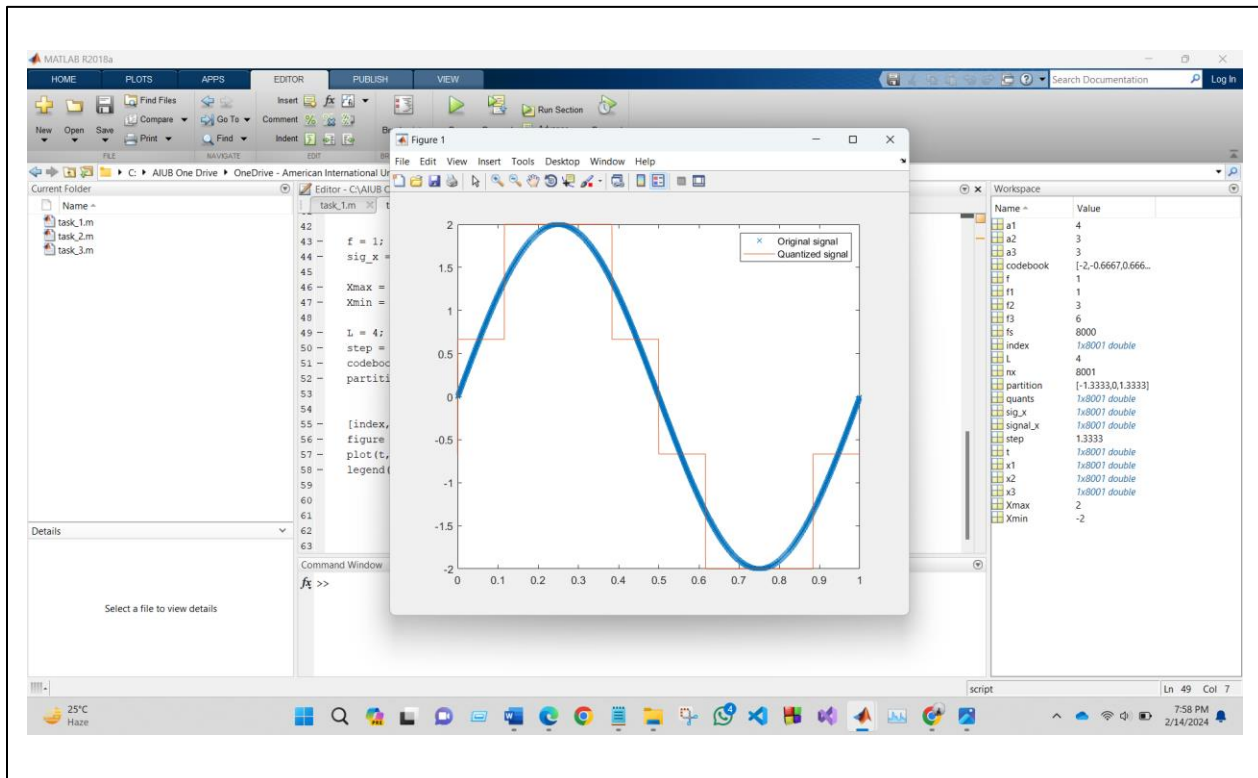 MATLAB R2018a
HOME PLOTS APPS EDITOR PUBLISH VIEW
Search Documentation Log In
New Open Save Find Files Compare Print
Go To Find
Insert fx
Comment
Indent
Run Section
FILE NAVIGATE EDIT
C: AIUB One Drive OneDrive - American International
Current Folder
Name
task_1.m
task_2.m
task_3.m
Details
Select a file to view details
Editor - C:\AIUB
task_1.m
42
43 - f = 1;
44 - sig_x =
45
46 - Xmax =
47 - Xmin =
48
49 - L = 4;
50 - step =
51 -
52 -
53
54
55 - [index,
56 - figure
57 - plot(t,
58 - legend(
59
60
61
62
63
Command Window
fx >>
Figure 1
File Edit View Insert Tools Desktop Window Help
Original signal
Quantized signal
2
1.5
1
0.5
0
-0.5
-1
-1.5
-2
0 0.1 0.2 0.3 0.4 0.5 0.6 0.7 0.8 0.9 1
Workspace
Name Value
a1 4
a2 3
a3 3
codebook [-2,-0.6667,0.666...
f 1
f1 1
f2 3
f3 6
fs 8000
index 1x8001 double
L 4
nx 8001
partition [-1.3333,0,1.3333]
quants 1x8001 double
sig_x 1x8001 double
signal_x 1x8001 double
step 1.3333
t 1x8001 double
x1 1x8001 double
x2 1x8001 double
x3 1x8001 double
Xmax 2
Xmin -2
script Ln 49 Col 7
25°C
Haze
4
7:58 PM
2/14/2024